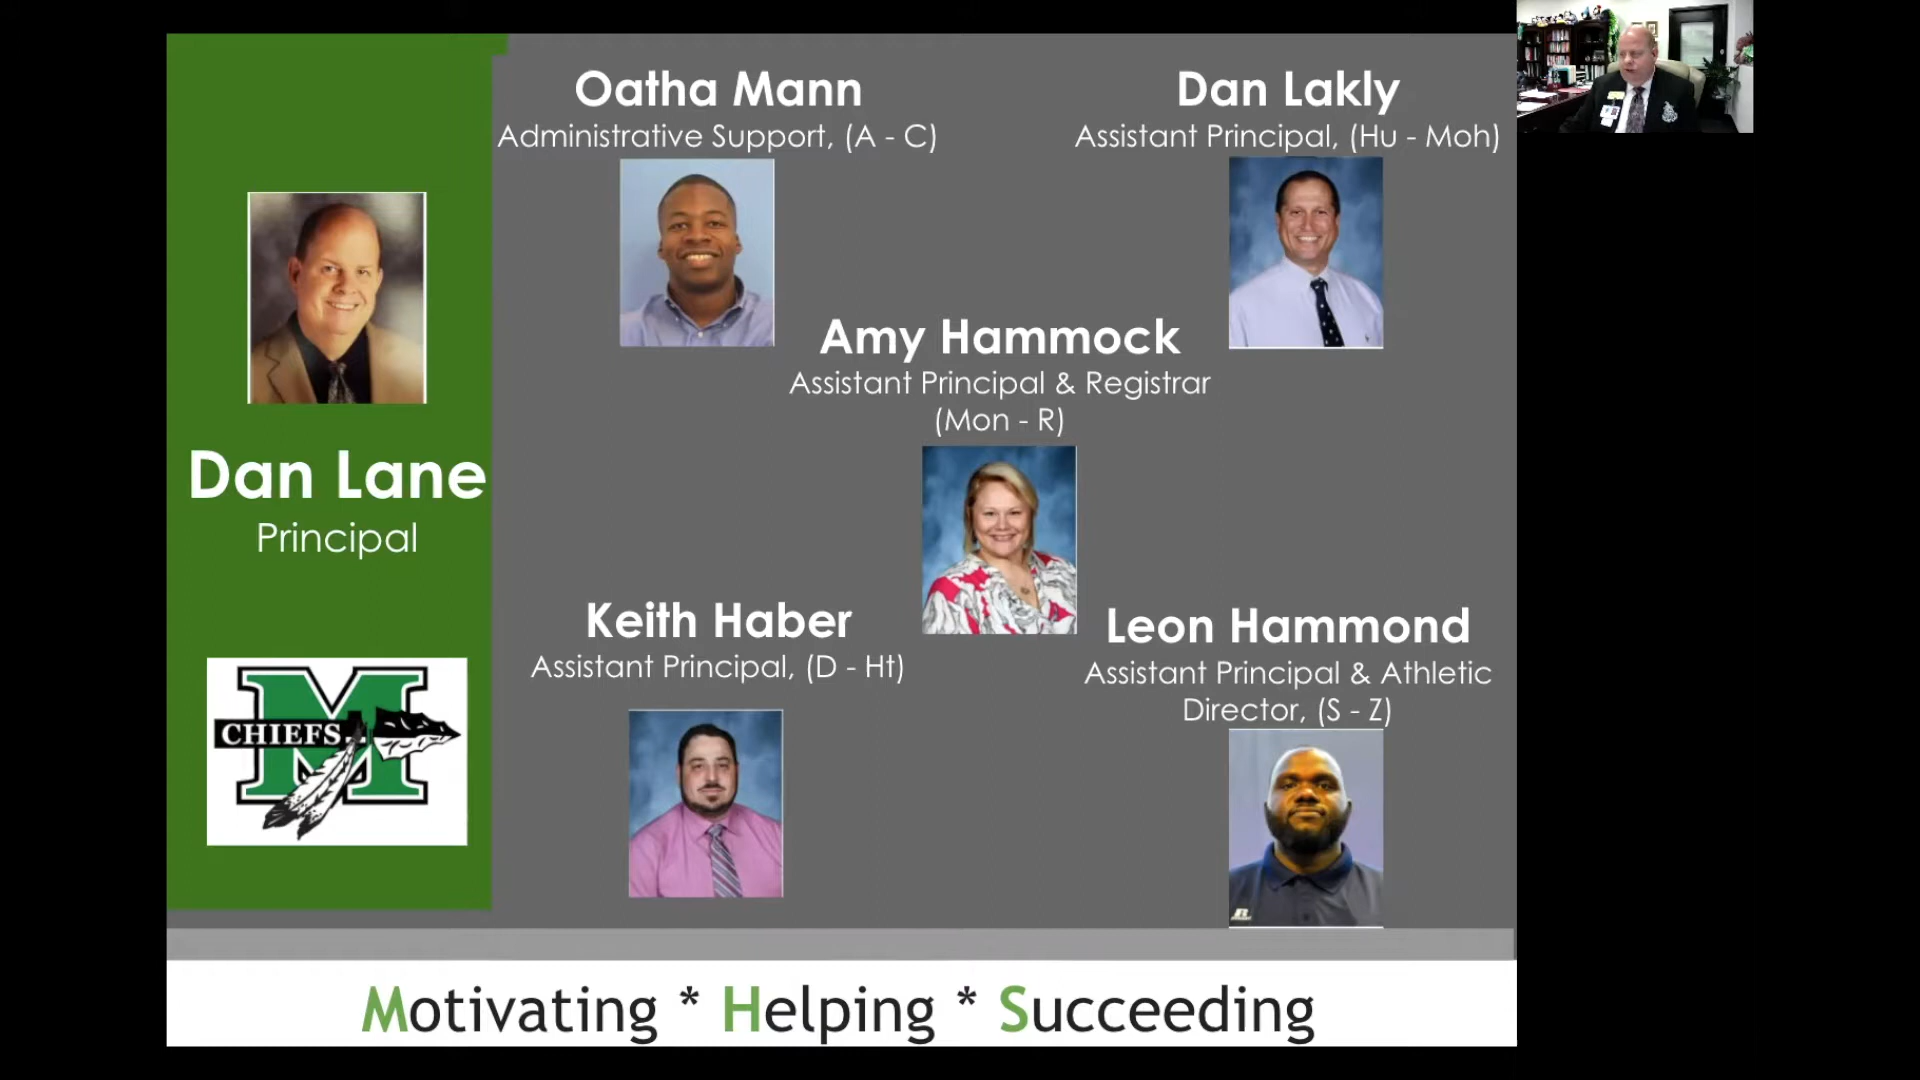 Oatha Mann
Administrative Support, (A - C)
Dan Lakly
Assistant Principal, (Hu - Moh)
Amy Hammock
Assistant Principal & Registrar
(Mon - R)
Dan Lane
Principal
Keith Haber
Assistant Principal, (D - Ht)
Leon Hammond
Assistant Principal & Athletic
Director, (S - Z)
M
CHIEFS
R
Motivating * Helping * Succeeding